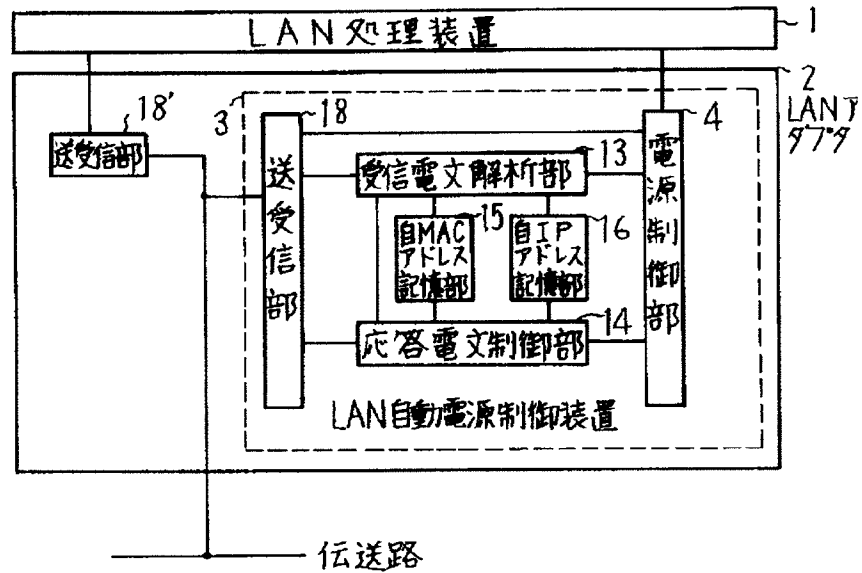 LAN処理装置
1
2
LANア
ダプタ
18'
送受信部
3
18
送受信部
4
電源制御部
13
受信電文解析部
15
自MAC
アドレス
記憶部
16
自IP
アドレス
記憶部
14
応答電文制御部
LAN自動電源制御装置
伝送路